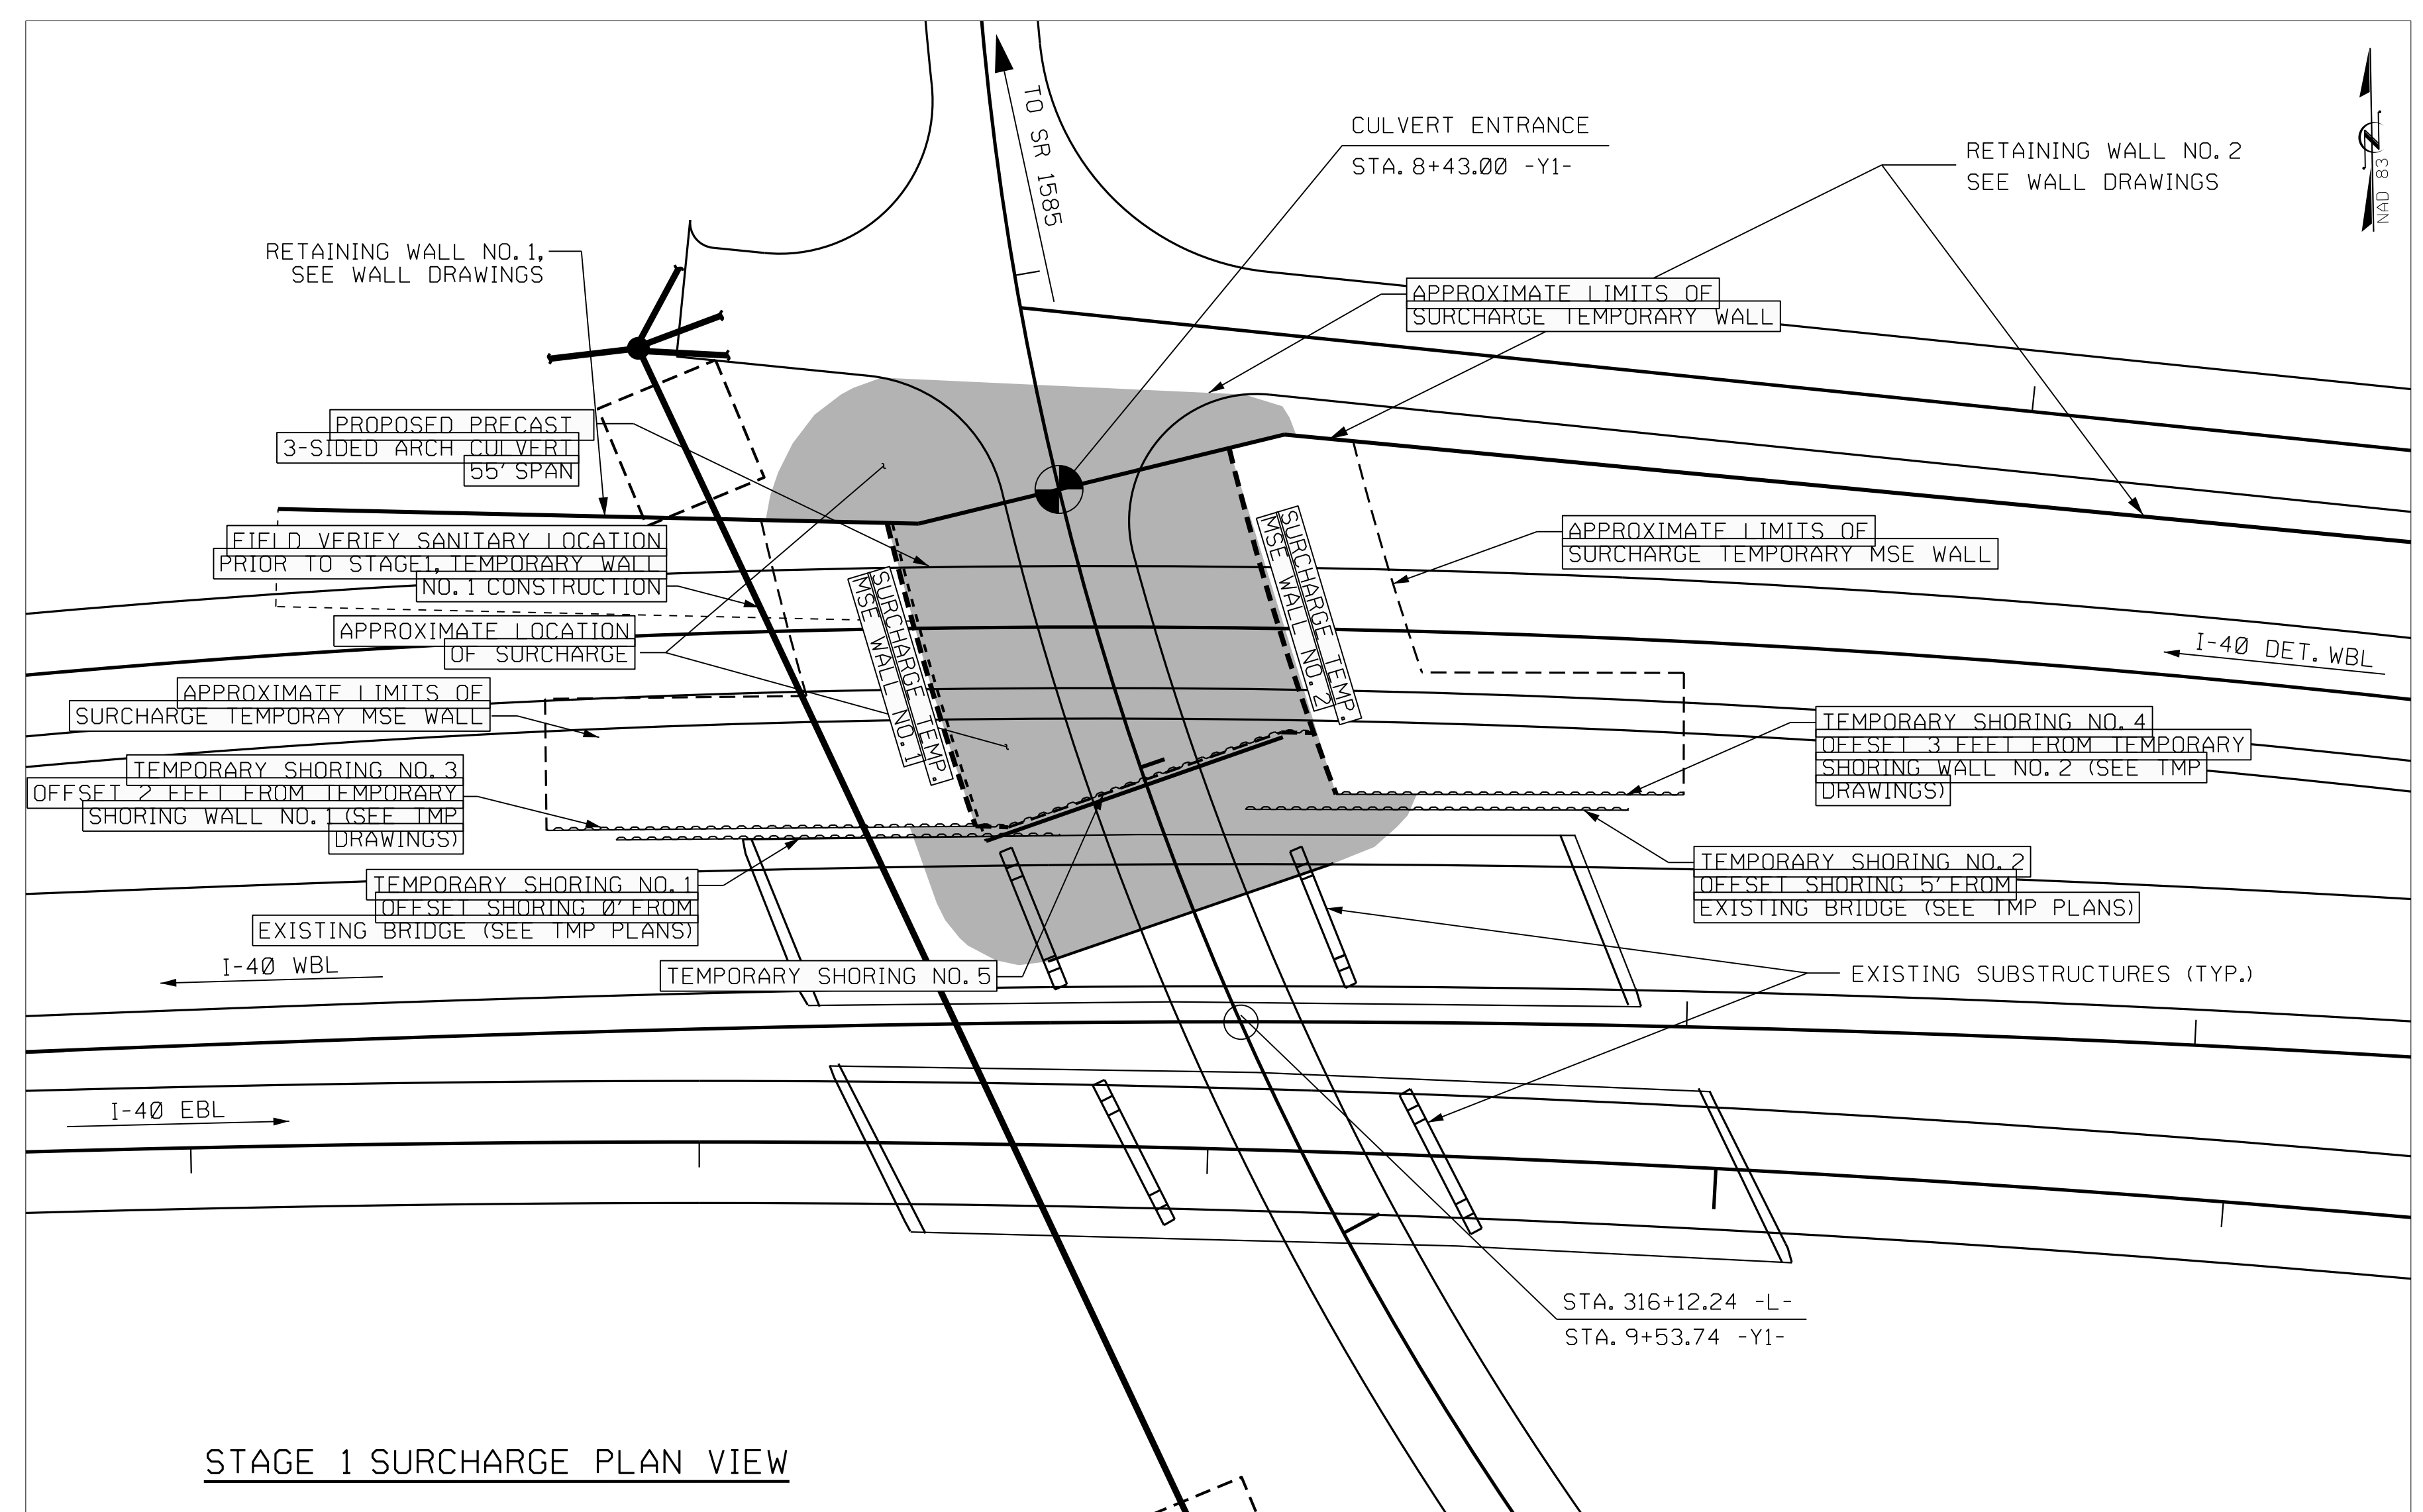 TO SR 1585
CULVERT ENTRANCE
STA. 8+43.00 -Y1-
RETAINING WALL NO. 2
SEE WALL DRAWINGS
NAD 83
RETAINING WALL NO. 1,
SEE WALL DRAWINGS
APPROXIMATE LIMITS OF
SURCHARGE TEMPORARY WALL
PROPOSED PRECAST
3-SIDED ARCH CULVERT
55' SPAN
FIELD VERIFY SANITARY LOCATION
PRIOR TO STAGE1, TEMPORARY WALL
NO. 1 CONSTRUCTION
APPROXIMATE LIMITS OF
SURCHARGE TEMPORARY MSE WALL
SURCHARGE TEMP.
MSE WALL NO. 1
SURCHARGE TEMP.
MSE WALL NO. 2
APPROXIMATE LOCATION
OF SURCHARGE
I-40 DET. WBL
APPROXIMATE LIMITS OF
SURCHARGE TEMPORAY MSE WALL
TEMPORARY SHORING NO. 3
OFFSET 2 FEET FROM TEMPORARY
SHORING WALL NO. 1 (SEE TMP
DRAWINGS)
TEMPORARY SHORING NO. 4
OFFSET 3 FEET FROM TEMPORARY
SHORING WALL NO. 2 (SEE TMP
DRAWINGS)
TEMPORARY SHORING NO. 1
OFFSET SHORING 0' FROM
EXISTING BRIDGE (SEE TMP PLANS)
TEMPORARY SHORING NO. 2
OFFSET SHORING 5' FROM
EXISTING BRIDGE (SEE TMP PLANS)
I-40 WBL
TEMPORARY SHORING NO. 5
EXISTING SUBSTRUCTURES (TYP.)
I-40 EBL
STA. 316+12.24 -L-
STA. 9+53.74 -Y1-
STAGE 1 SURCHARGE PLAN VIEW